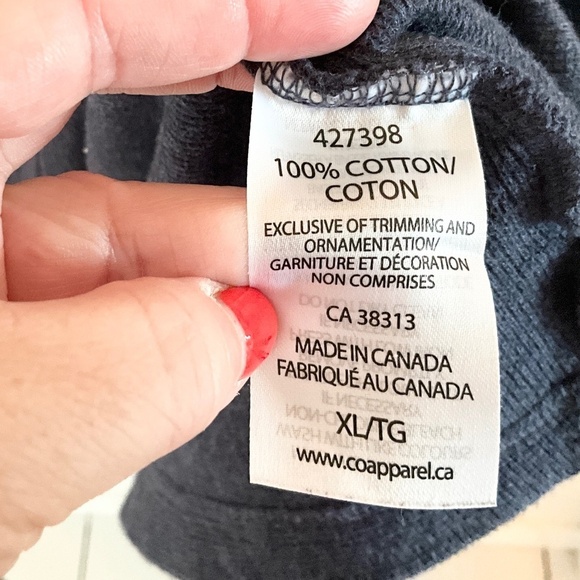 427398
100% COTTON/
COTON
EXCLUSIVE OF TRIMMING AND
ORNAMENTATION/
GARNITURE ET DÉCORATION
NON COMPRISES
CA 38313
MADE IN CANADA
FABRIQUÉ AU CANADA
XL/TG
www.coapparel.ca